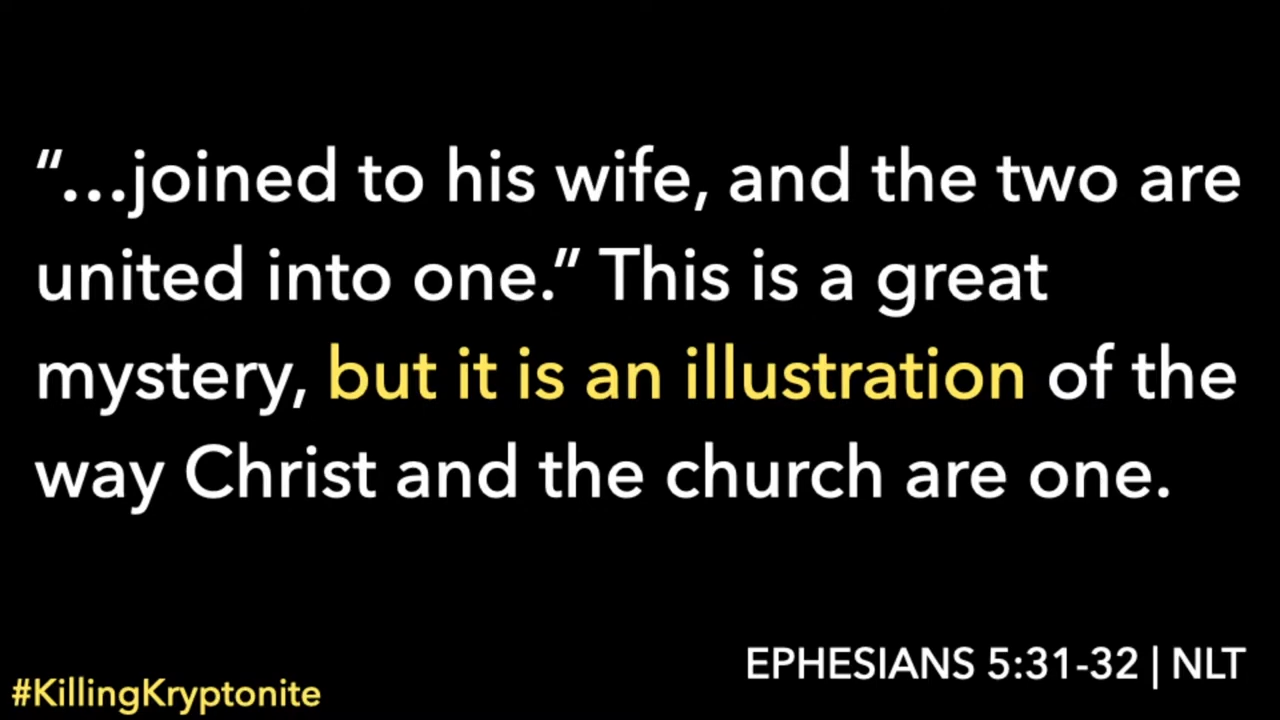 “...joined to his wife, and the two are
united into one.” This is a great
mystery, but it is an illustration of the
way Christ and the church are one.
EPHESIANS 5:31-32 | NLT
#KillingKryptonite